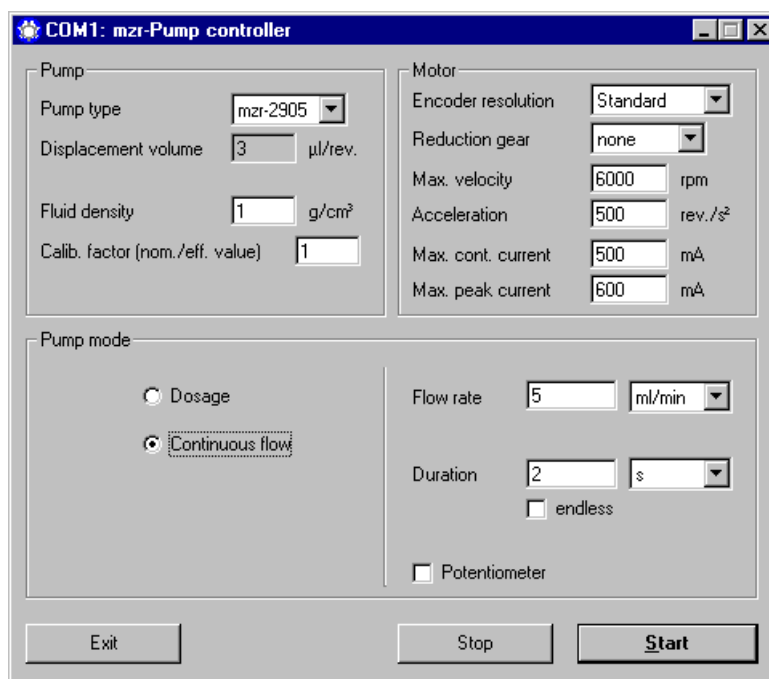 COM1: mzr-Pump controller
Pump
Pump type mzr-2905
Displacement volume 3 µl/rev.
Fluid density 1 g/cm³
Calib. factor (nom./eff. value) 1
Motor
Encoder resolution Standard
Reduction gear none
Max. velocity 6000 rpm
Acceleration 500 rev./s²
Max. cont. current 500 mA
Max. peak current 600 mA
Pump mode
Dosage
Continuous flow
Flow rate 5 ml/min
Duration 2 s
endless
Potentiometer
Exit Stop Start